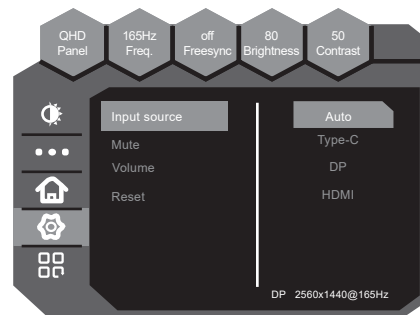 QHD 165Hz off 80 50
Panel Freq. Freesync Brightness Contrast
Input source Auto
Mute Type-C
Volume DP
Reset HDMI
DP 2560x1440@165Hz